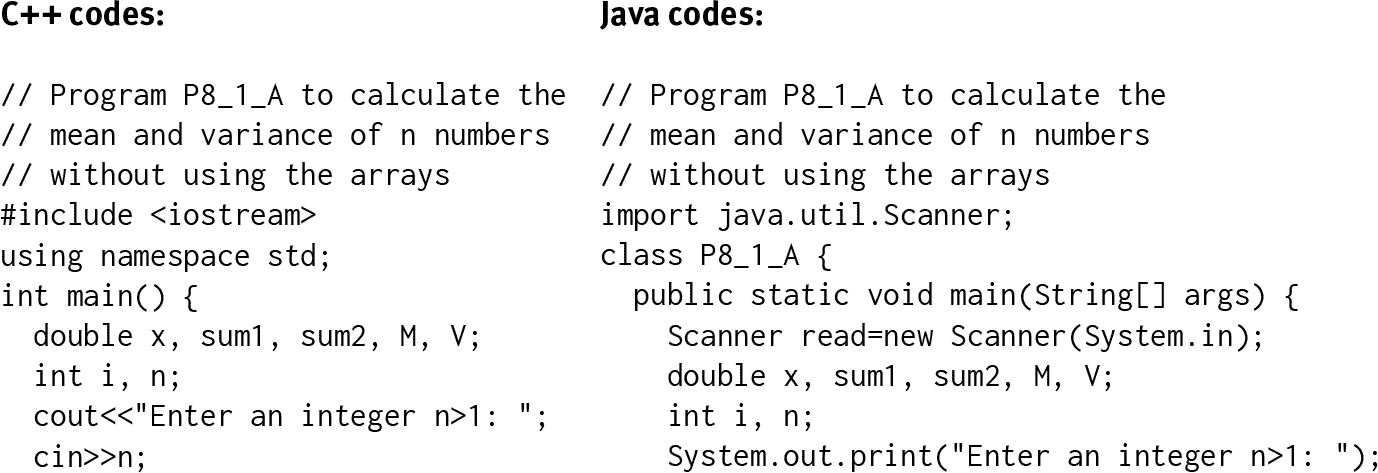 C++ codes:
// Program P8_1_A to calculate the
// mean and variance of n numbers
// without using the arrays
#include <iostream>
using namespace std;
int main() {
  double x, sum1, sum2, M, V;
  int i, n;
  cout<<"Enter an integer n>1: ";
  cin>>n;
Java codes:
// Program P8_1_A to calculate the
// mean and variance of n numbers
// without using the arrays
import java.util.Scanner;
class P8_1_A {
  public static void main(String[] args) {
    Scanner read=new Scanner(System.in);
    double x, sum1, sum2, M, V;
    int i, n;
    System.out.print("Enter an integer n>1: ");